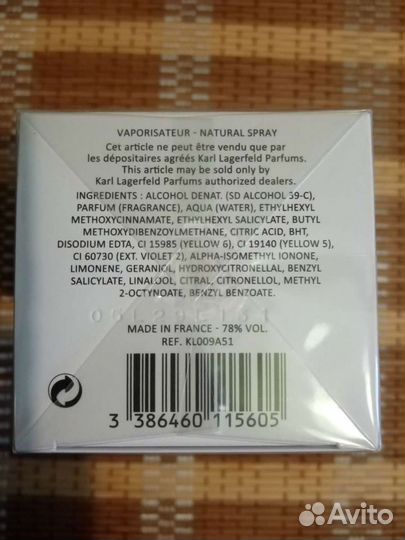 VAPORISATEUR - NATURAL SPRAY
Cet article ne peut être vendu que par
les dépositaires agréés Karl Lagerfeld Parfums.
This article may be sold only by
Karl Lagerfeld Parfums authorized dealers.
INGREDIENTS : ALCOHOL DENAT. (SD ALCOHOL 39-C),
PARFUM (FRAGRANCE), AQUA (WATER), ETHYLHEXYL
METHOXYCINNAMATE, ETHYLHEXYL SALICYLATE, BUTYL
METHOXYDIBENZOYLMETHANE, CITRIC ACID, BHT,
DISODIUM EDTA, CI 15985 (YELLOW 6), CI 19140 (YELLOW 5),
CI 60730 (EXT. VIOLET 2), ALPHA-ISOMETHYL IONONE,
LIMONENE, GERANIOL, HYDROXYCITRONELLAL, BENZYL
SALICYLATE, LINALOOL, CITRAL, CITRONELLOL, METHYL
2-OCTYNOATE, BENZYL BENZOATE.
MADE IN FRANCE - 78% VOL.
REF. KL009A51
3 386460 115605
Avito